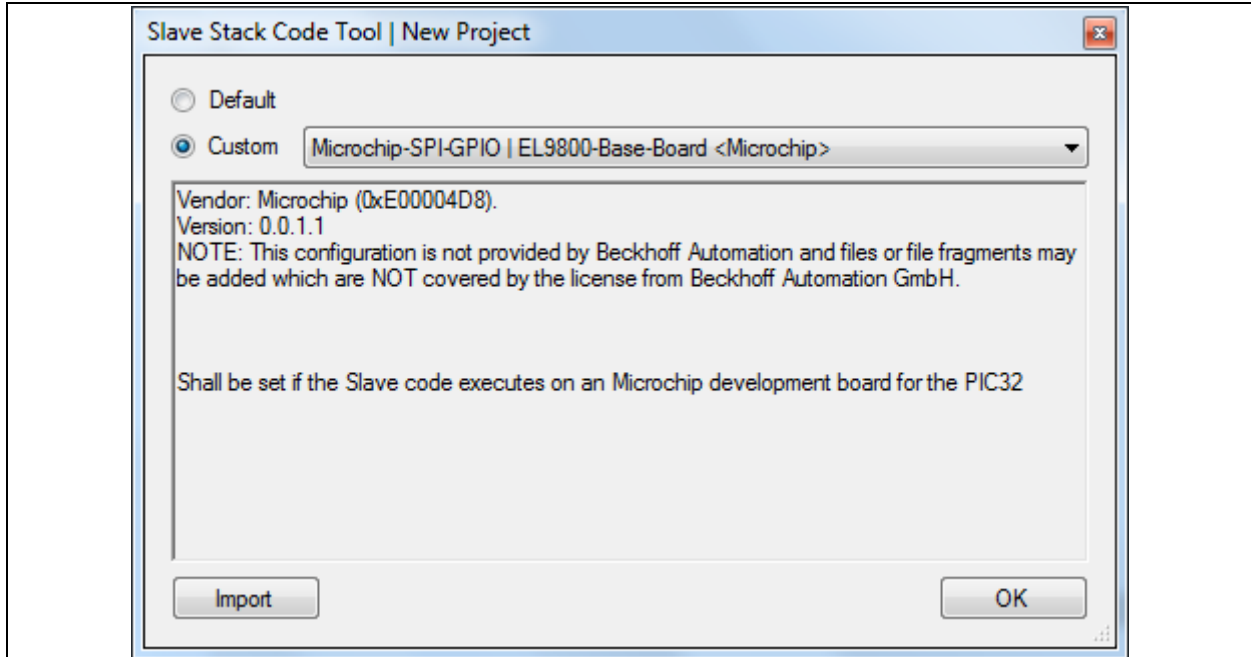 Slave Stack Code Tool | New Project
Default
Custom
Microchip-SPI-GPIO | EL9800-Base-Board <Microchip>
Vendor: Microchip (0xE00004D8).
Version: 0.0.1.1
NOTE: This configuration is not provided by Beckhoff Automation and files or file fragments may
be added which are NOT covered by the license from Beckhoff Automation GmbH.
Shall be set if the Slave code executes on an Microchip development board for the PIC32
Import
OK